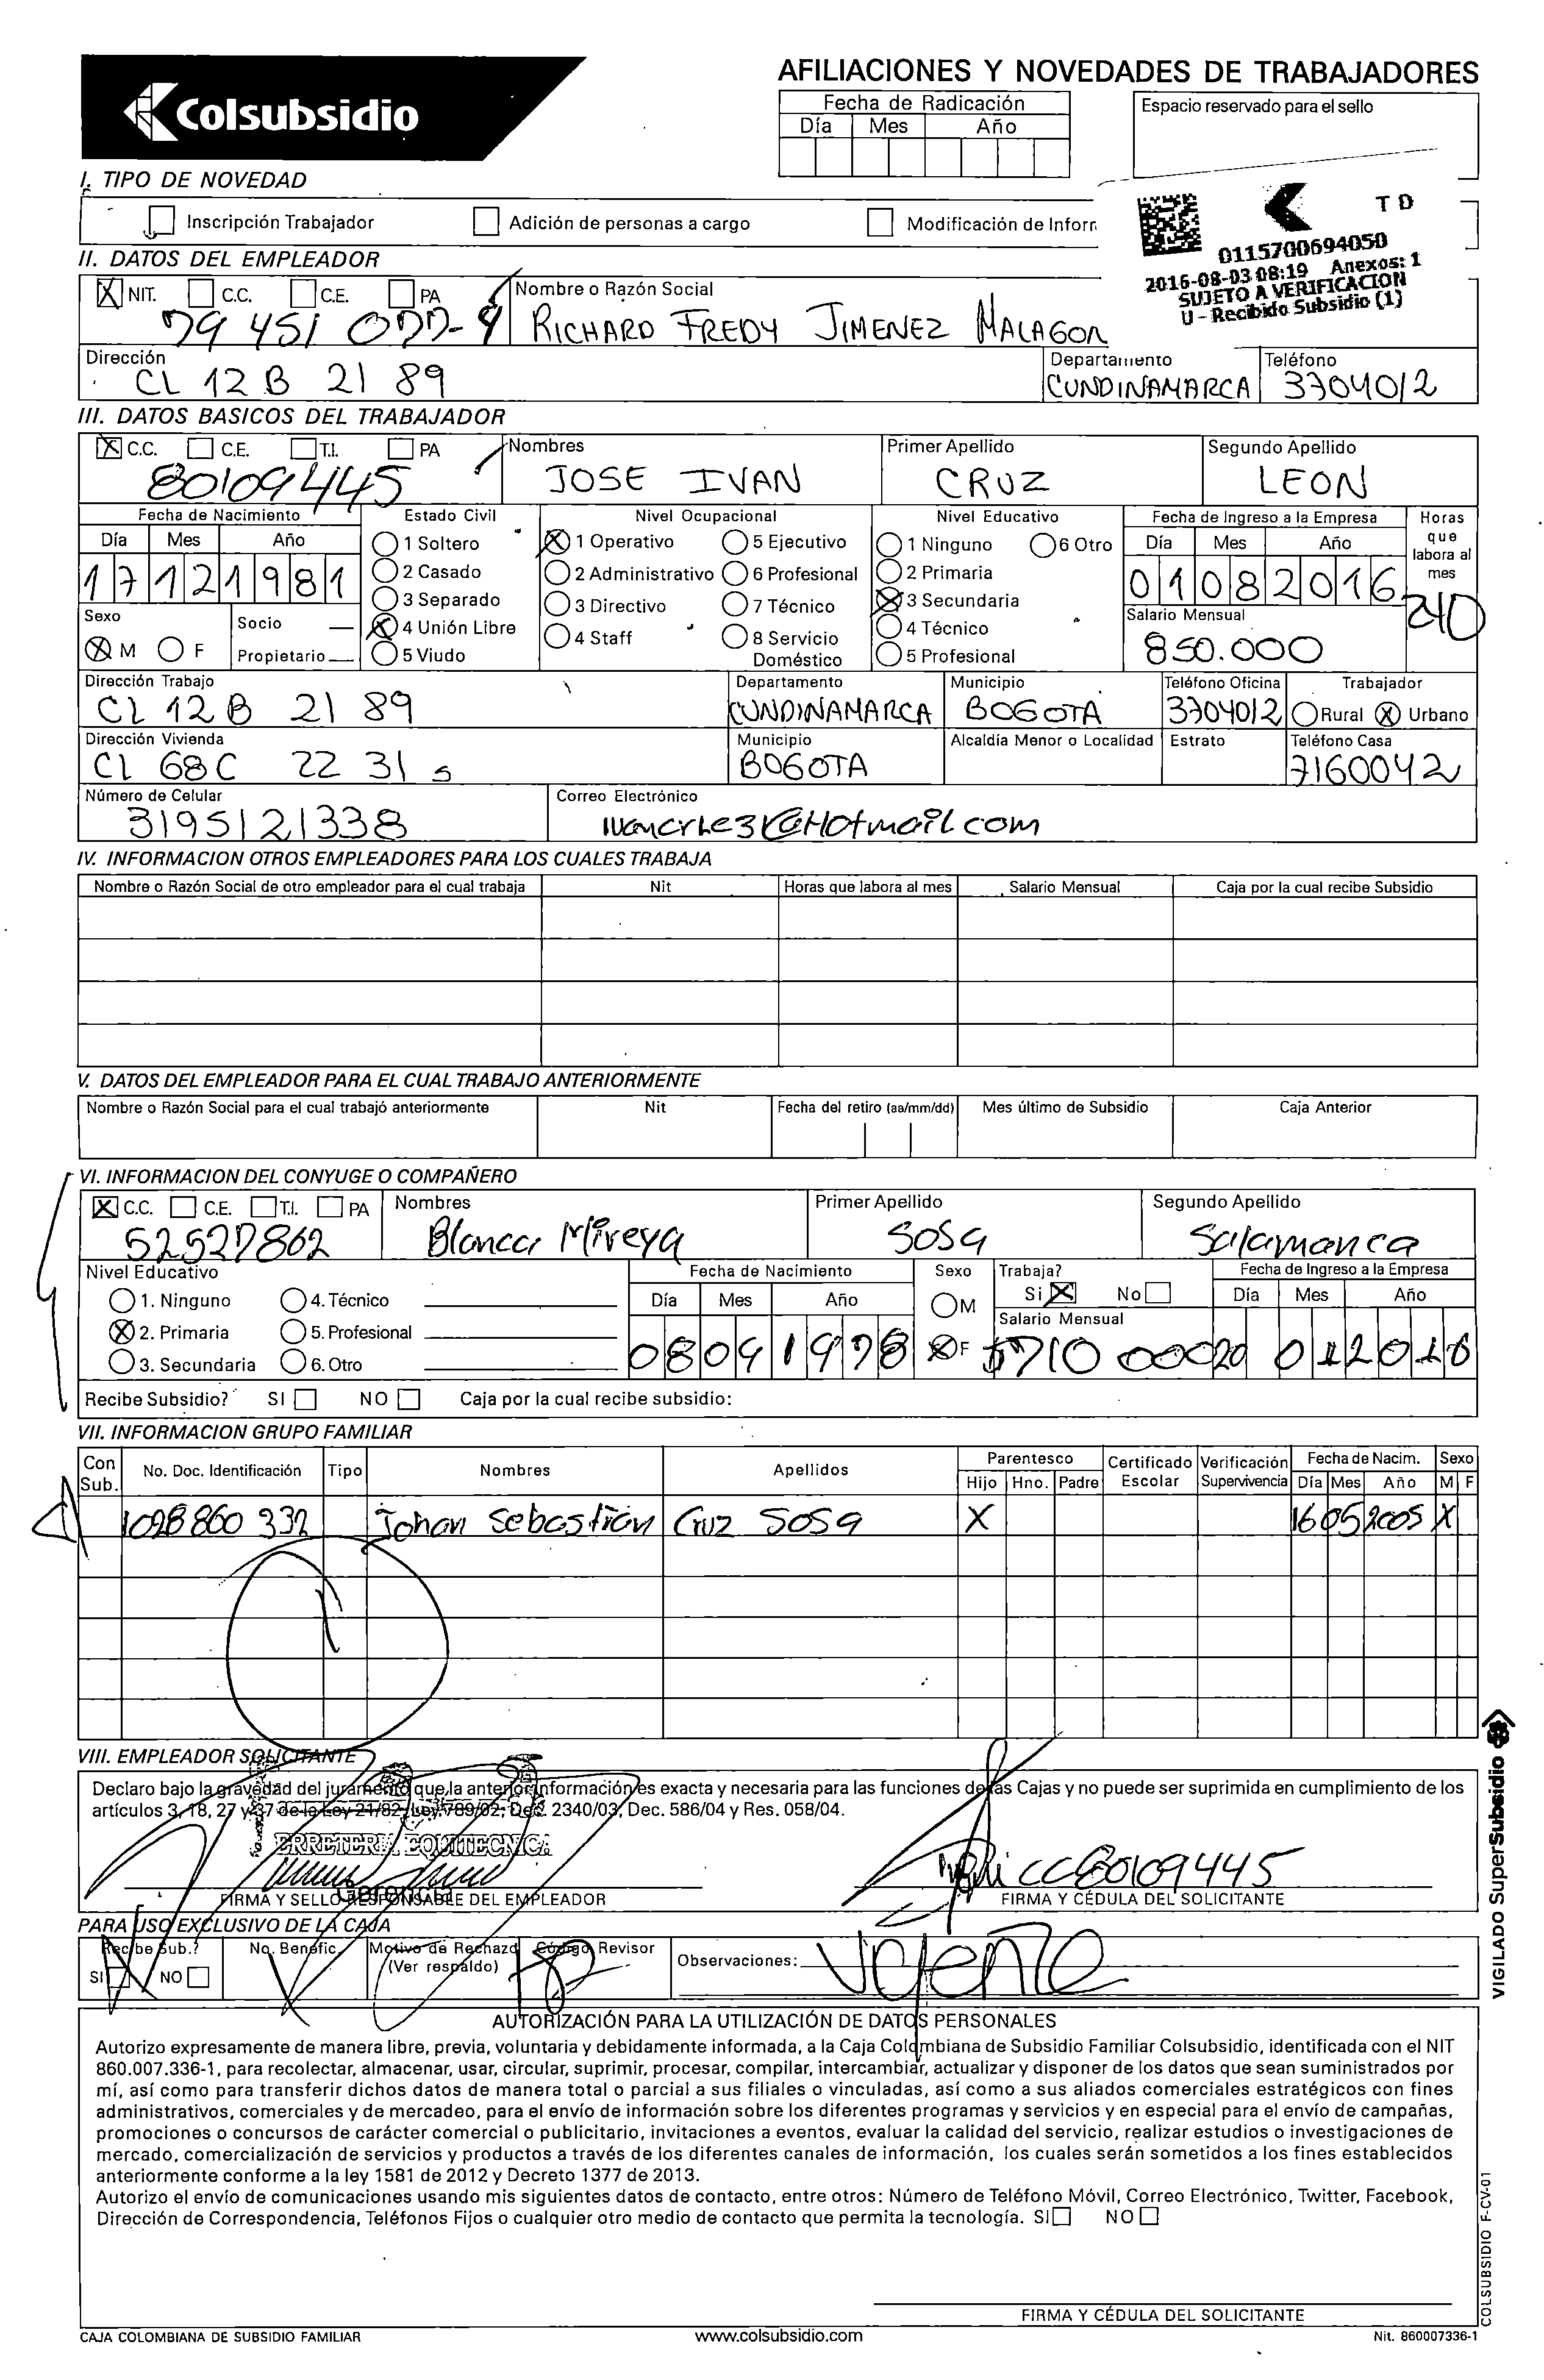 Colsubsidio
AFILIACIONES Y NOVEDADES DE TRABAJADORES
Fecha de Radicación
Día Mes Año
Espacio reservado para el sello
I. TIPO DE NOVEDAD
Inscripción Trabajador Adición de personas a cargo Modificación de Inforr
T D
0115700694050
2016-08-03 08:19 Anexos: 1
SUJETO A VERIFICACION
U - Recibido Subsidio (1)
II. DATOS DEL EMPLEADOR
X NIT. C.C. C.E. PA Nombre o Razón Social
RICHARD FREDY JIMENEZ MALAGON
Dirección Departamento Teléfono
CL 12 B 21 89 CUNDINAMARCA 3704012
III. DATOS BASICOS DEL TRABAJADOR
X C.C. C.E. T.I. PA Nombres Primer Apellido Segundo Apellido
80109445 JOSE IVAN CRUZ LEON
Fecha de Nacimiento Estado Civil Nivel Ocupacional Nivel Educativo Fecha de Ingreso a la Empresa Horas que labora al mes
Día Mes Año 1 Soltero X 1 Operativo 5 Ejecutivo 1 Ninguno 6 Otro Día Mes Año
17 12 1981 2 Casado 2 Administrativo 6 Profesional 2 Primaria 01 08 2016 240
Sexo Socio 3 Separado 3 Directivo 7 Técnico X 3 Secundaria Salario Mensual
X M F Propietario X 4 Unión Libre 4 Staff 8 Servicio Doméstico 4 Técnico 850.000
5 Viudo 5 Profesional
Dirección Trabajo Departamento Municipio Teléfono Oficina Trabajador
CL 12 B 21 89 CUNDINAMARCA BOGOTA 3704012 Rural X Urbano
Dirección Vivienda Municipio Alcaldía Menor o Localidad Estrato Teléfono Casa
CL 68C 22 31 s BOGOTA 7160042
Número de Celular Correo Electrónico
3195121338
IV. INFORMACION OTROS EMPLEADORES PARA LOS CUALES TRABAJA
Nombre o Razón Social de otro empleador para el cual trabaja Nit Horas que labora al mes Salario Mensual Caja por la cual recibe Subsidio
V. DATOS DEL EMPLEADOR PARA EL CUAL TRABAJO ANTERIORMENTE
Nombre o Razón Social para el cual trabajó anteriormente Nit Fecha del retiro (aa/mm/dd) Mes último de Subsidio Caja Anterior
VI. INFORMACION DEL CONYUGE O COMPAÑERO
X C.C. C.E. T.I. PA Nombres Primer Apellido Segundo Apellido
52527862 Blanca Mireya SOSA Salamanca
Nivel Educativo Fecha de Nacimiento Sexo Trabaja? Fecha de Ingreso a la Empresa
1. Ninguno 4. Técnico Día Mes Año M Si X No Día Mes Año
X 2. Primaria 5. Profesional 08 09 1978 X F Salario Mensual
3. Secundaria 6. Otro $710 000
Recibe Subsidio? SI NO Caja por la cual recibe subsidio:
VII. INFORMACION GRUPO FAMILIAR
Con Sub. No. Doc. Identificación Tipo Nombres Apellidos Parentesco Certificado Escolar Verificación Supervivencia Fecha de Nacim. Sexo
Hijo Hno. Padre Día Mes Año M F
1028860 332 Johan Sebastián Cruz SOSA X 16 05 2005 X
VIII. EMPLEADOR SOLICITANTE
Declaro bajo la gravedad del juramento que la anterior información es exacta y necesaria para las funciones de las Cajas y no puede ser suprimida en cumplimiento de los
artículos 3, 18, 27 y 37 de la Ley 21/82, Ley 789/02, Dec. 2340/03, Dec. 586/04 y Res. 058/04.
FERRETERIA EQUITECNICA
Gerencia
CC 80109445
FIRMA Y SELLO RESPONSABLE DEL EMPLEADOR FIRMA Y CÉDULA DEL SOLICITANTE
PARA USO EXCLUSIVO DE LA CAJA
Recibe Sub.? No. Benefic. Motivo de Rechazo (Ver respaldo) Código Revisor Observaciones:
SI NO
AUTORIZACIÓN PARA LA UTILIZACIÓN DE DATOS PERSONALES
Autorizo expresamente de manera libre, previa, voluntaria y debidamente informada, a la Caja Colombiana de Subsidio Familiar Colsubsidio, identificada con el NIT
860.007.336-1, para recolectar, almacenar, usar, circular, suprimir, procesar, compilar, intercambiar, actualizar y disponer de los datos que sean suministrados por
mí, así como para transferir dichos datos de manera total o parcial a sus filiales o vinculadas, así como a sus aliados comerciales estratégicos con fines
administrativos, comerciales y de mercadeo, para el envío de información sobre los diferentes programas y servicios y en especial para el envío de campañas,
promociones o concursos de carácter comercial o publicitario, invitaciones a eventos, evaluar la calidad del servicio, realizar estudios o investigaciones de
mercado, comercialización de servicios y productos a través de los diferentes canales de información, los cuales serán sometidos a los fines establecidos
anteriormente conforme a la ley 1581 de 2012 y Decreto 1377 de 2013.
Autorizo el envío de comunicaciones usando mis siguientes datos de contacto, entre otros: Número de Teléfono Móvil, Correo Electrónico, Twitter, Facebook,
Dirección de Correspondencia, Teléfonos Fijos o cualquier otro medio de contacto que permita la tecnología. SI NO
FIRMA Y CÉDULA DEL SOLICITANTE
CAJA COLOMBIANA DE SUBSIDIO FAMILIAR www.colsubsidio.com Nit. 860007336-1
VIGILADO SuperSubsidio
COLSUBSIDIO F-CV-01